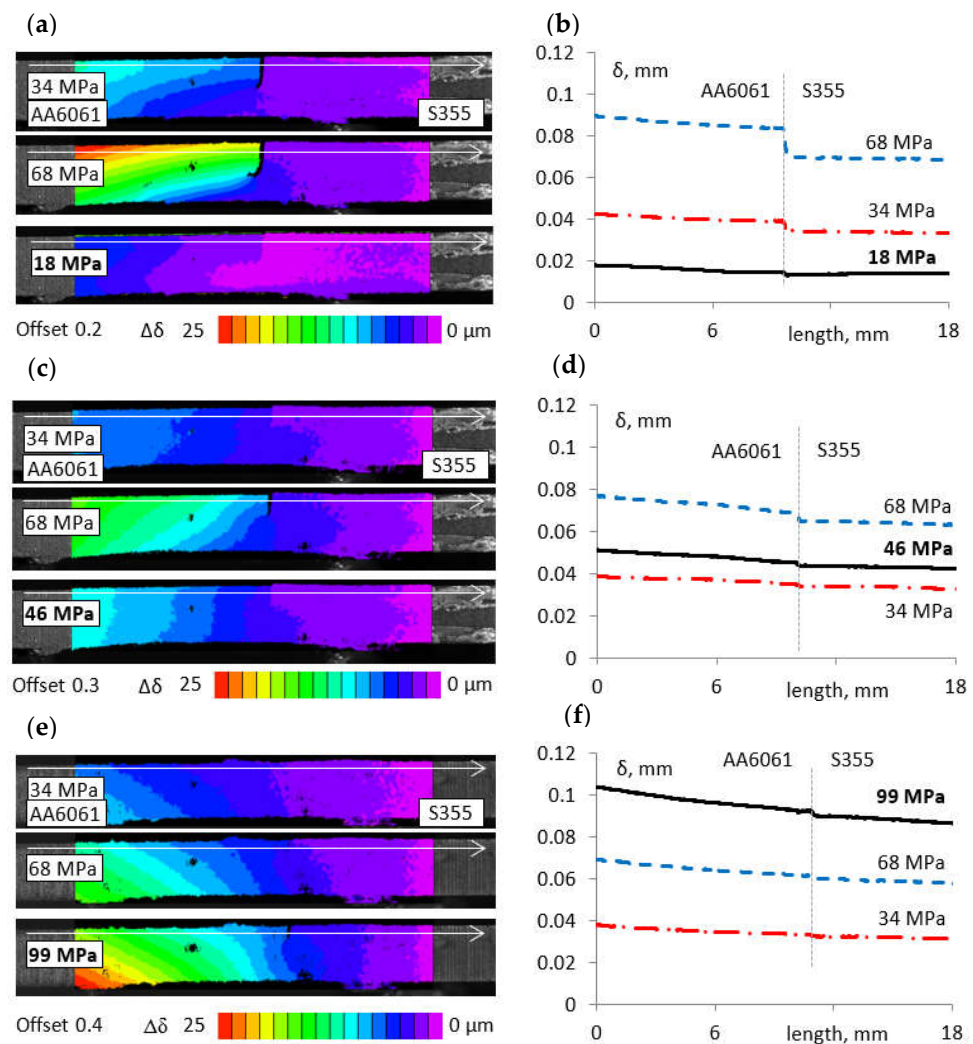 (a)
34 MPa
AA6061
S355
68 MPa
18 MPa
Offset 0.2 Δδ 25 0 μm
(b)
0.12
δ, mm
0.1
AA6061 S355
0.08
68 MPa
0.06
0.04
34 MPa
0.02
18 MPa
0
0 6 length, mm 18
(c)
34 MPa
AA6061
S355
68 MPa
46 MPa
Offset 0.3 Δδ 25 0 μm
(d)
0.12
δ, mm
0.1
AA6061 S355
0.08
68 MPa
0.06
46 MPa
0.04
34 MPa
0.02
0
0 6 length, mm 18
(e)
34 MPa
AA6061
S355
68 MPa
99 MPa
Offset 0.4 Δδ 25 0 μm
(f)
0.12
δ, mm AA6061 S355
0.1
99 MPa
0.08
68 MPa
0.06
0.04
34 MPa
0.02
0
0 6 length, mm 18